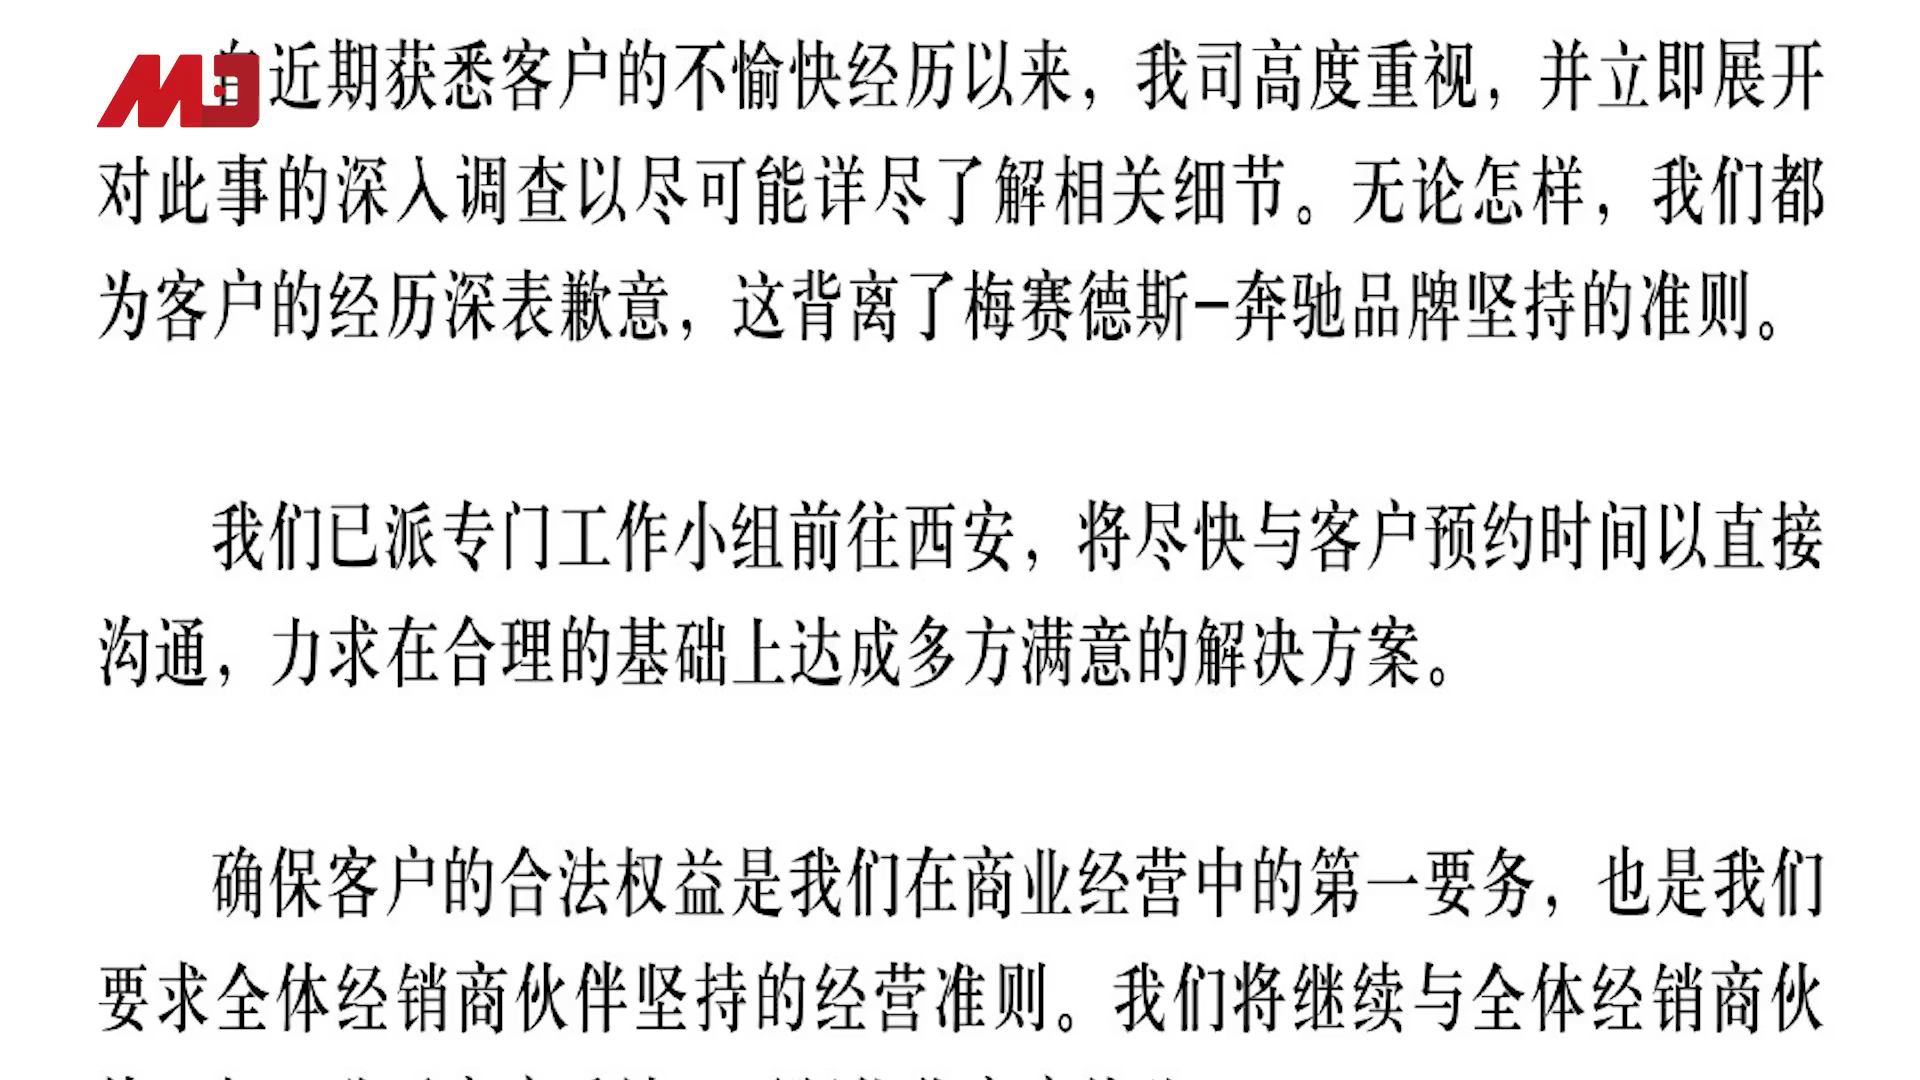 自近期获悉客户的不愉快经历以来，我司高度重视，并立即展开
对此事的深入调查以尽可能详尽了解相关细节。无论怎样，我们都
为客户的经历深表歉意，这背离了梅赛德斯-奔驰品牌坚持的准则。
我们已派专门工作小组前往西安，将尽快与客户预约时间以直接
沟通，力求在合理的基础上达成多方满意的解决方案。
确保客户的合法权益是我们在商业经营中的第一要务，也是我们
要求全体经销商伙伴坚持的经营准则。我们将继续与全体经销商伙